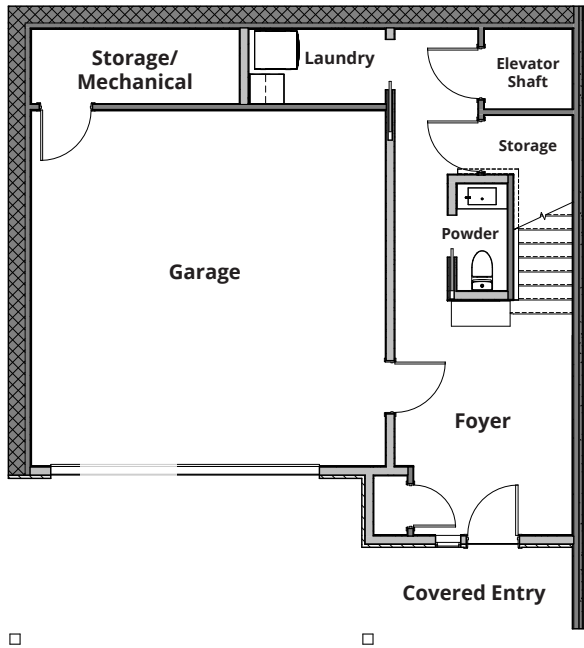 Storage/
Mechanical
Laundry
Elevator
Shaft
Storage
Powder
Garage
Foyer
Covered Entry